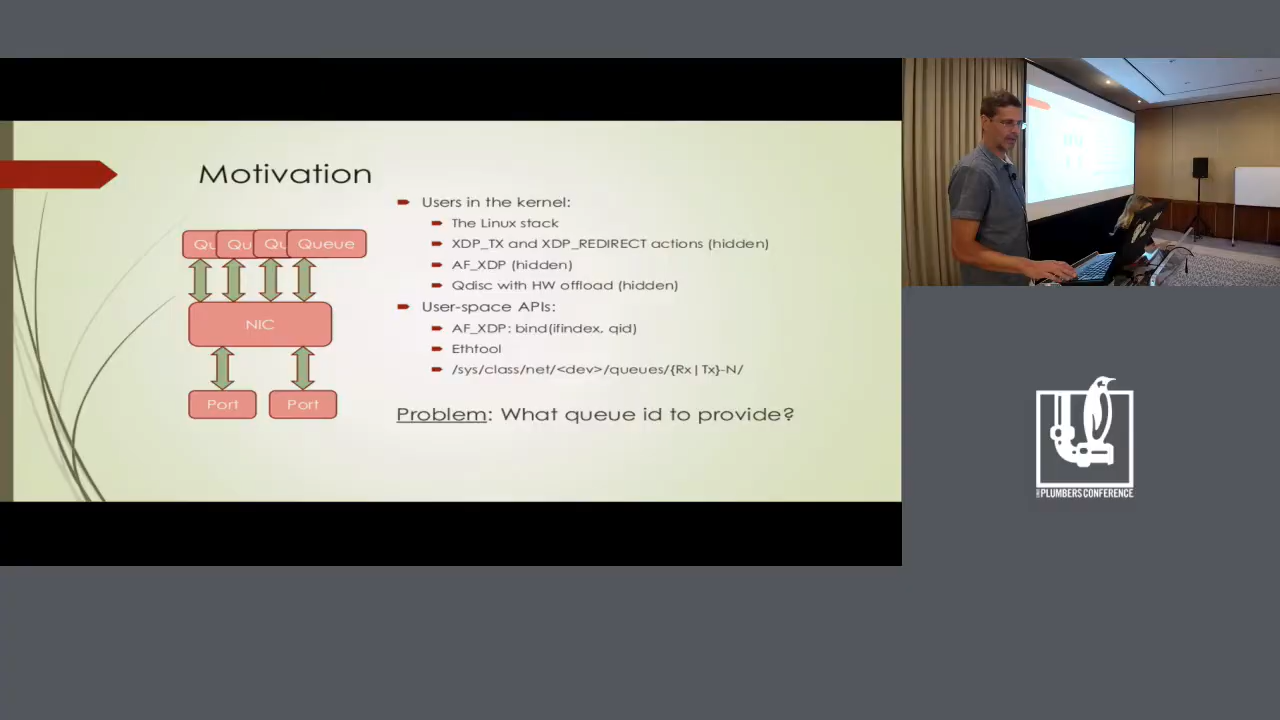 Motivation
Qu Qu Qu Queue
NIC
Port Port
Users in the kernel:
The Linux stack
XDP_TX and XDP_REDIRECT actions (hidden)
AF_XDP (hidden)
Qdisc with HW offload (hidden)
User-space APIs:
AF_XDP: bind(ifindex, qid)
Ethtool
/sys/class/net/<dev>/queues/{Rx|Tx}-N/
Problem: What queue id to provide?
PLUMBERS CONFERENCE